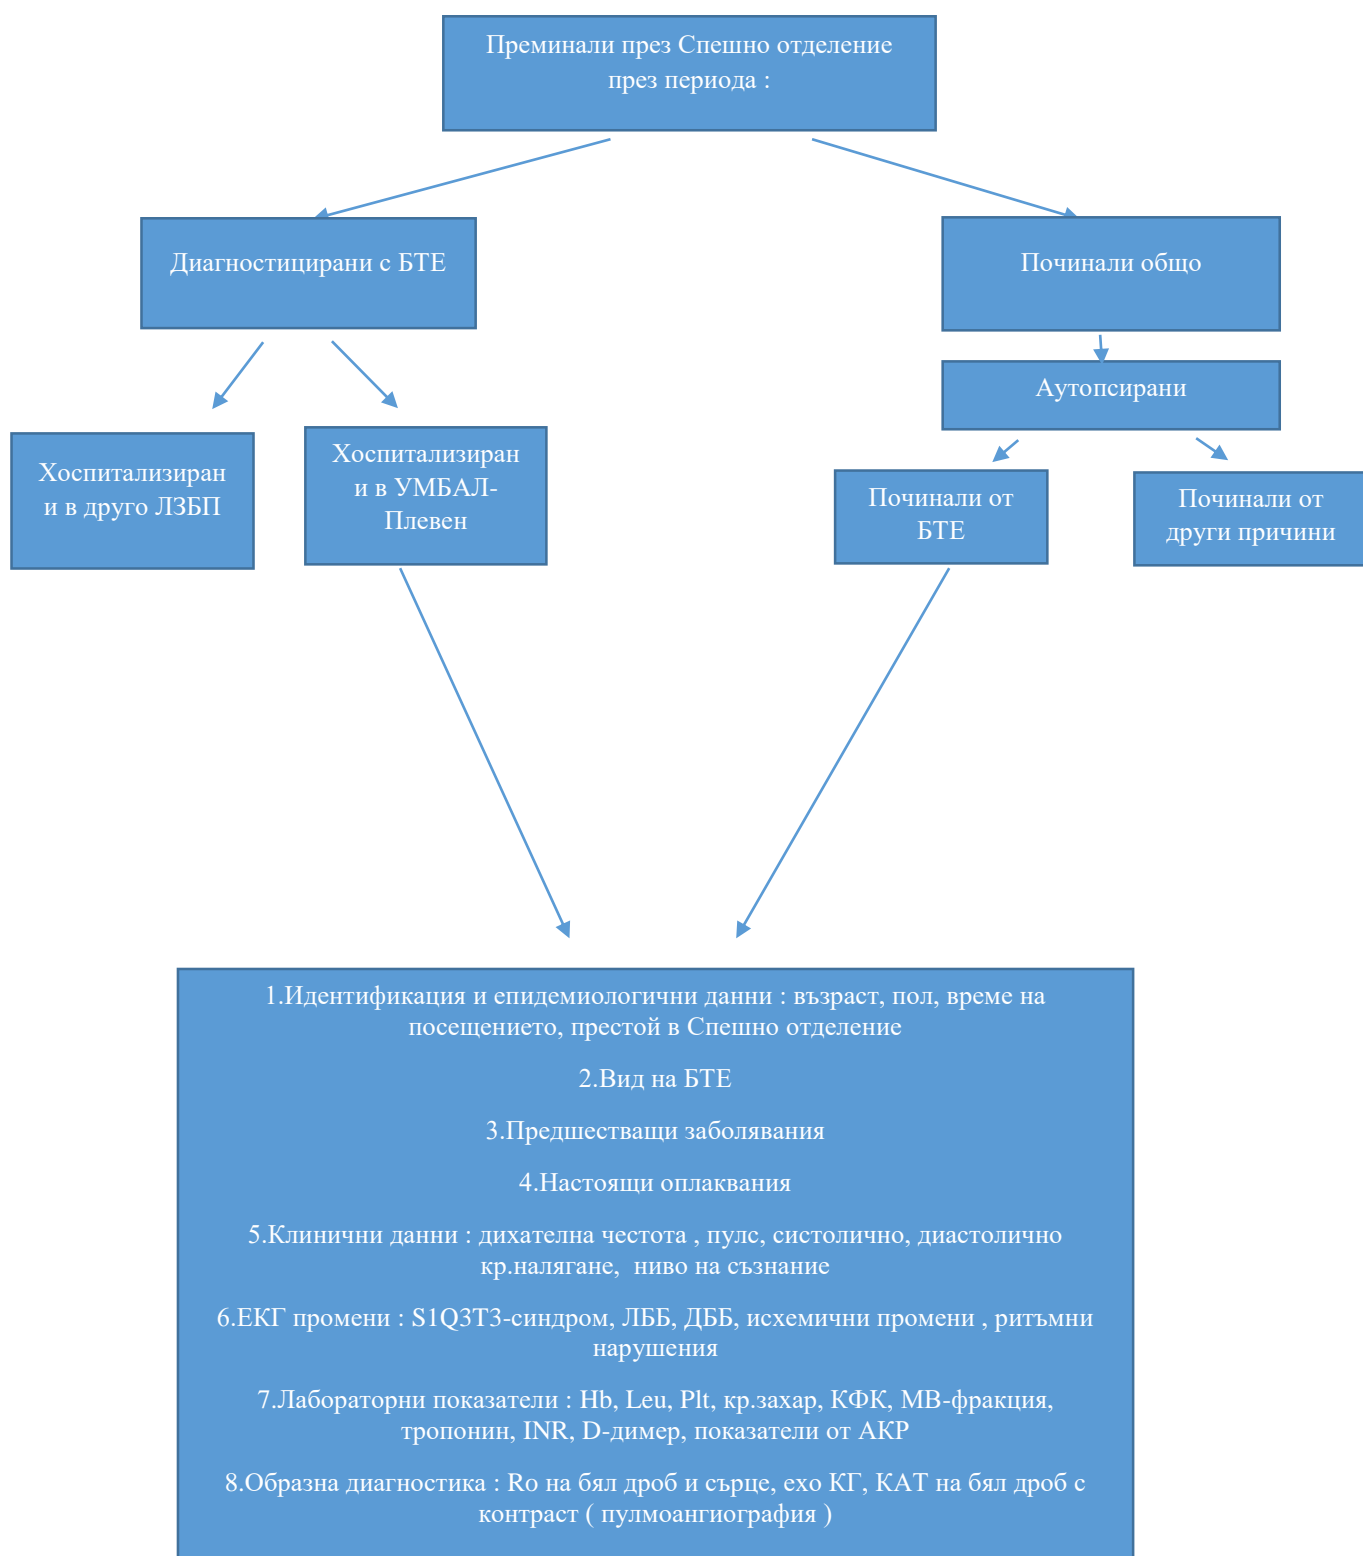 Преминали през Спешно отделение
през периода :
Диагностицирани с БТЕ
Починали общо
Аутопсирани
Хоспитализиран
и в друго ЛЗБП
Хоспитализиран
и в УМБАЛ-
Плевен
Починали от
БТЕ
Починали от
други причини
1.Идентификация и епидемиологични данни : възраст, пол, време на
посещението, престой в Спешно отделение
2.Вид на БТЕ
3.Предшестващи заболявания
4.Настоящи оплаквания
5.Клинични данни : дихателна честота , пулс, систолично, диастолично
кр.налягане,  ниво на съзнание
6.ЕКГ промени : S1Q3T3-синдром, ЛББ, ДББ, исхемични промени , ритъмни
нарушения
7.Лабораторни показатели : Hb, Leu, Plt, кр.захар, КФК, МВ-фракция,
тропонин, INR, D-димер, показатели от АКР
8.Образна диагностика : Ro на бял дроб и сърце, ехо КГ, КАТ на бял дроб с
контраст ( пулмоангиография )